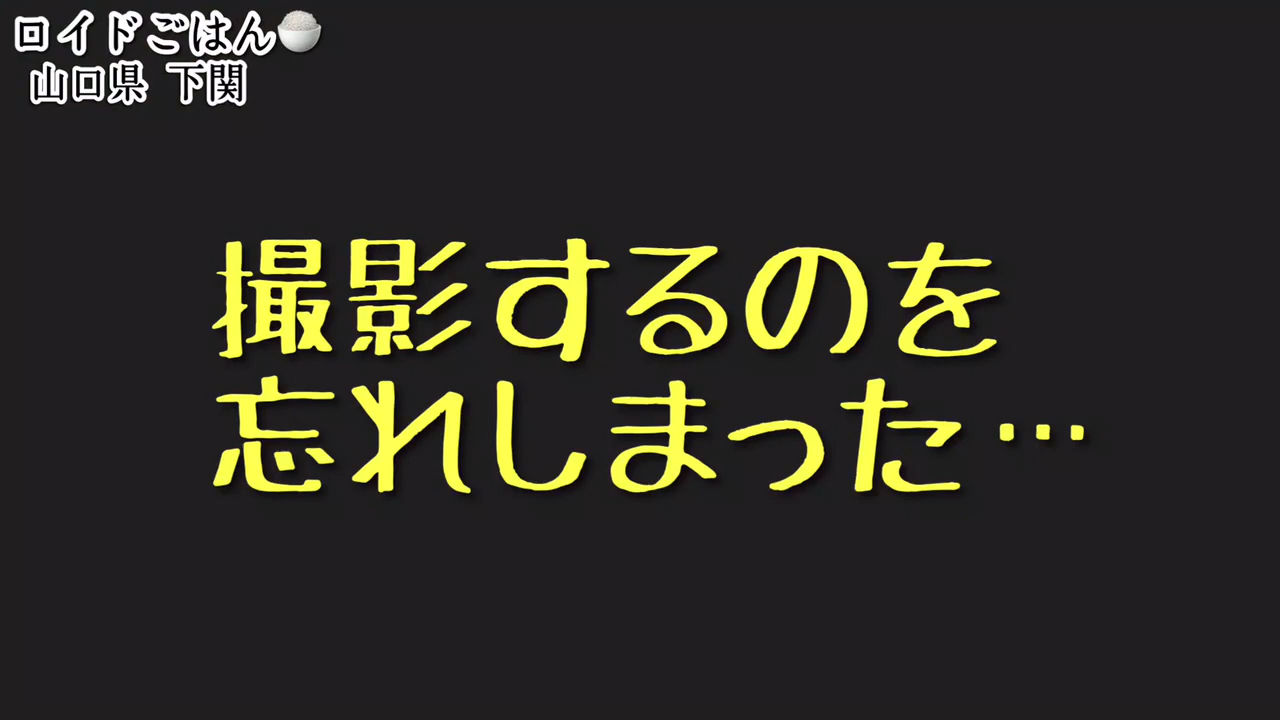 ロイドごはん🍚
山口県 下関
撮影するのを
忘れしまった…